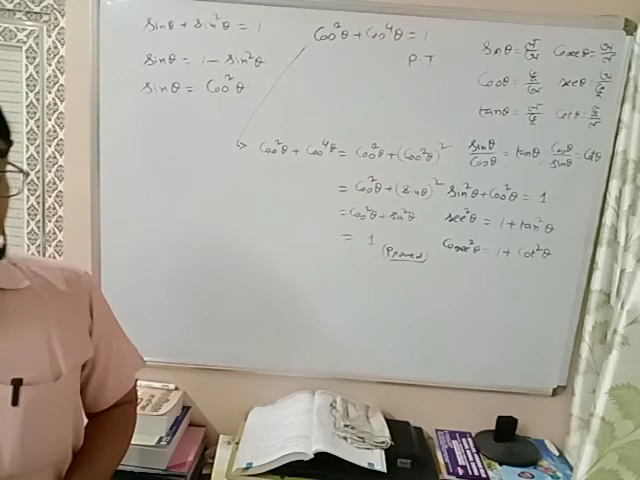 sinθ + sin²θ = 1
sinθ = 1 - sin²θ
sinθ = Cos²θ
Cos²θ + Cos⁴θ = 1
P.T
Cos²θ + Cos⁴θ = Cos²θ + (Cos²θ)²
= Cos²θ + (sinθ)²
= Cos²θ + sin²θ
= 1 (Proved)
sinθ = Cosecθ =
Cosθ = secθ =
tanθ = Cotθ =
sinθ/Cosθ = tanθ Cosθ/sinθ = Cotθ
sin²θ + Cos²θ = 1
sec²θ = 1 + tan²θ
Cosec²θ = 1 + Cot²θ